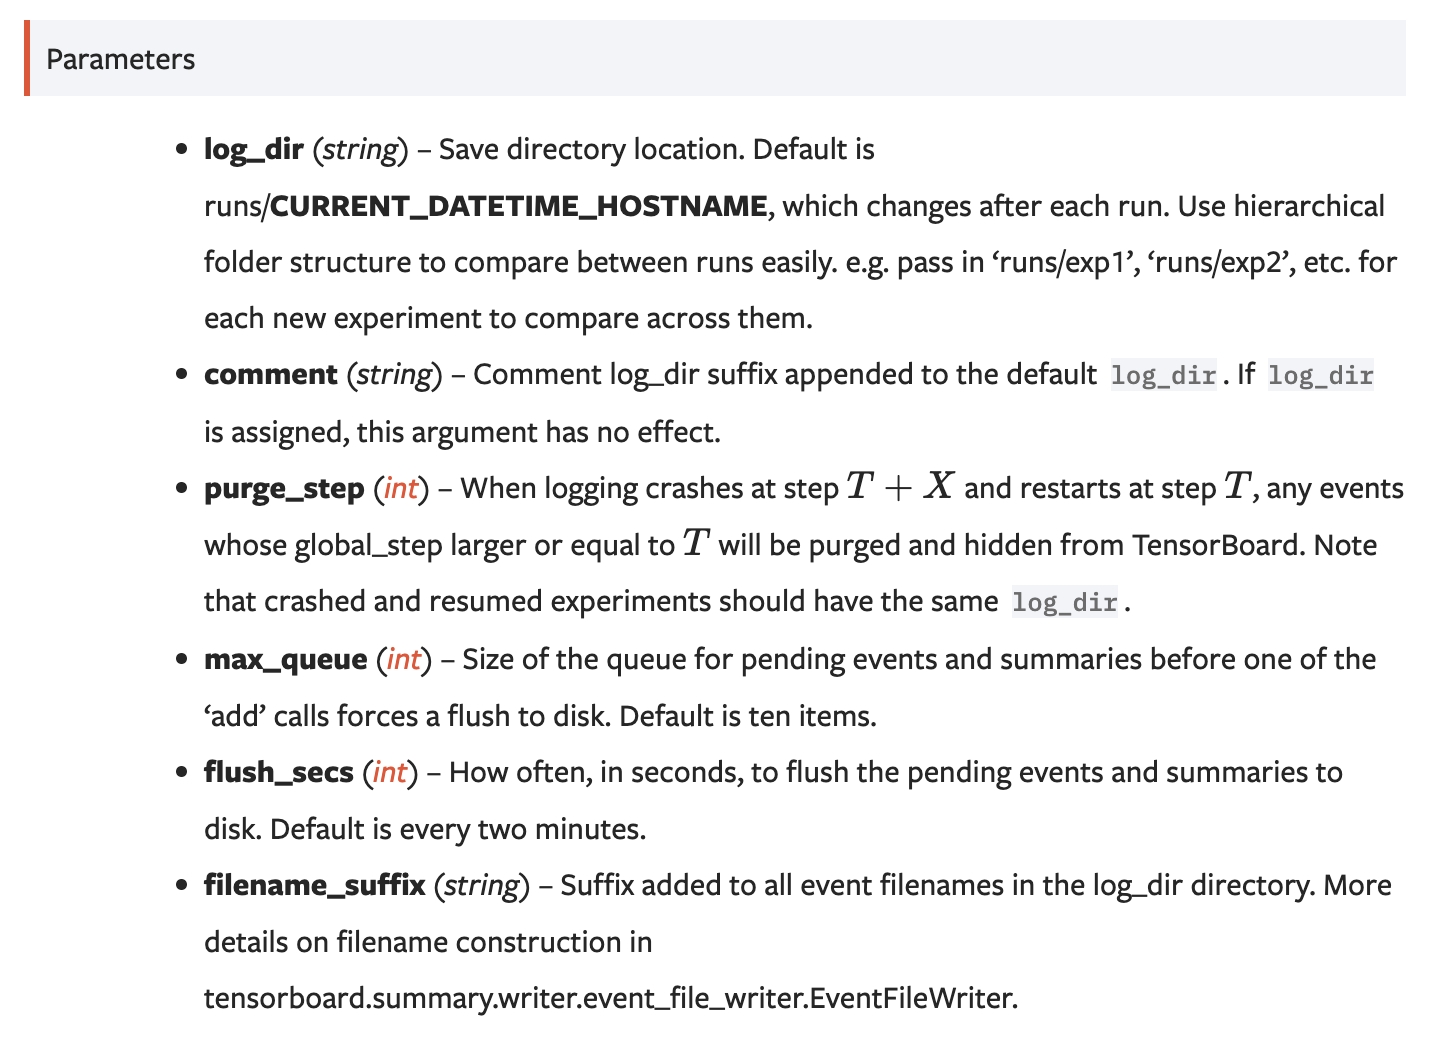 Parameters
• log_dir (string) – Save directory location. Default is
runs/CURRENT_DATETIME_HOSTNAME, which changes after each run. Use hierarchical
folder structure to compare between runs easily. e.g. pass in ‘runs/exp1’, ‘runs/exp2’, etc. for
each new experiment to compare across them.
• comment (string) – Comment log_dir suffix appended to the default log_dir. If log_dir
is assigned, this argument has no effect.
• purge_step (int) – When logging crashes at step T + X and restarts at step T, any events
whose global_step larger or equal to T will be purged and hidden from TensorBoard. Note
that crashed and resumed experiments should have the same log_dir.
• max_queue (int) – Size of the queue for pending events and summaries before one of the
‘add’ calls forces a flush to disk. Default is ten items.
• flush_secs (int) – How often, in seconds, to flush the pending events and summaries to
disk. Default is every two minutes.
• filename_suffix (string) – Suffix added to all event filenames in the log_dir directory. More
details on filename construction in
tensorboard.summary.writer.event_file_writer.EventFileWriter.